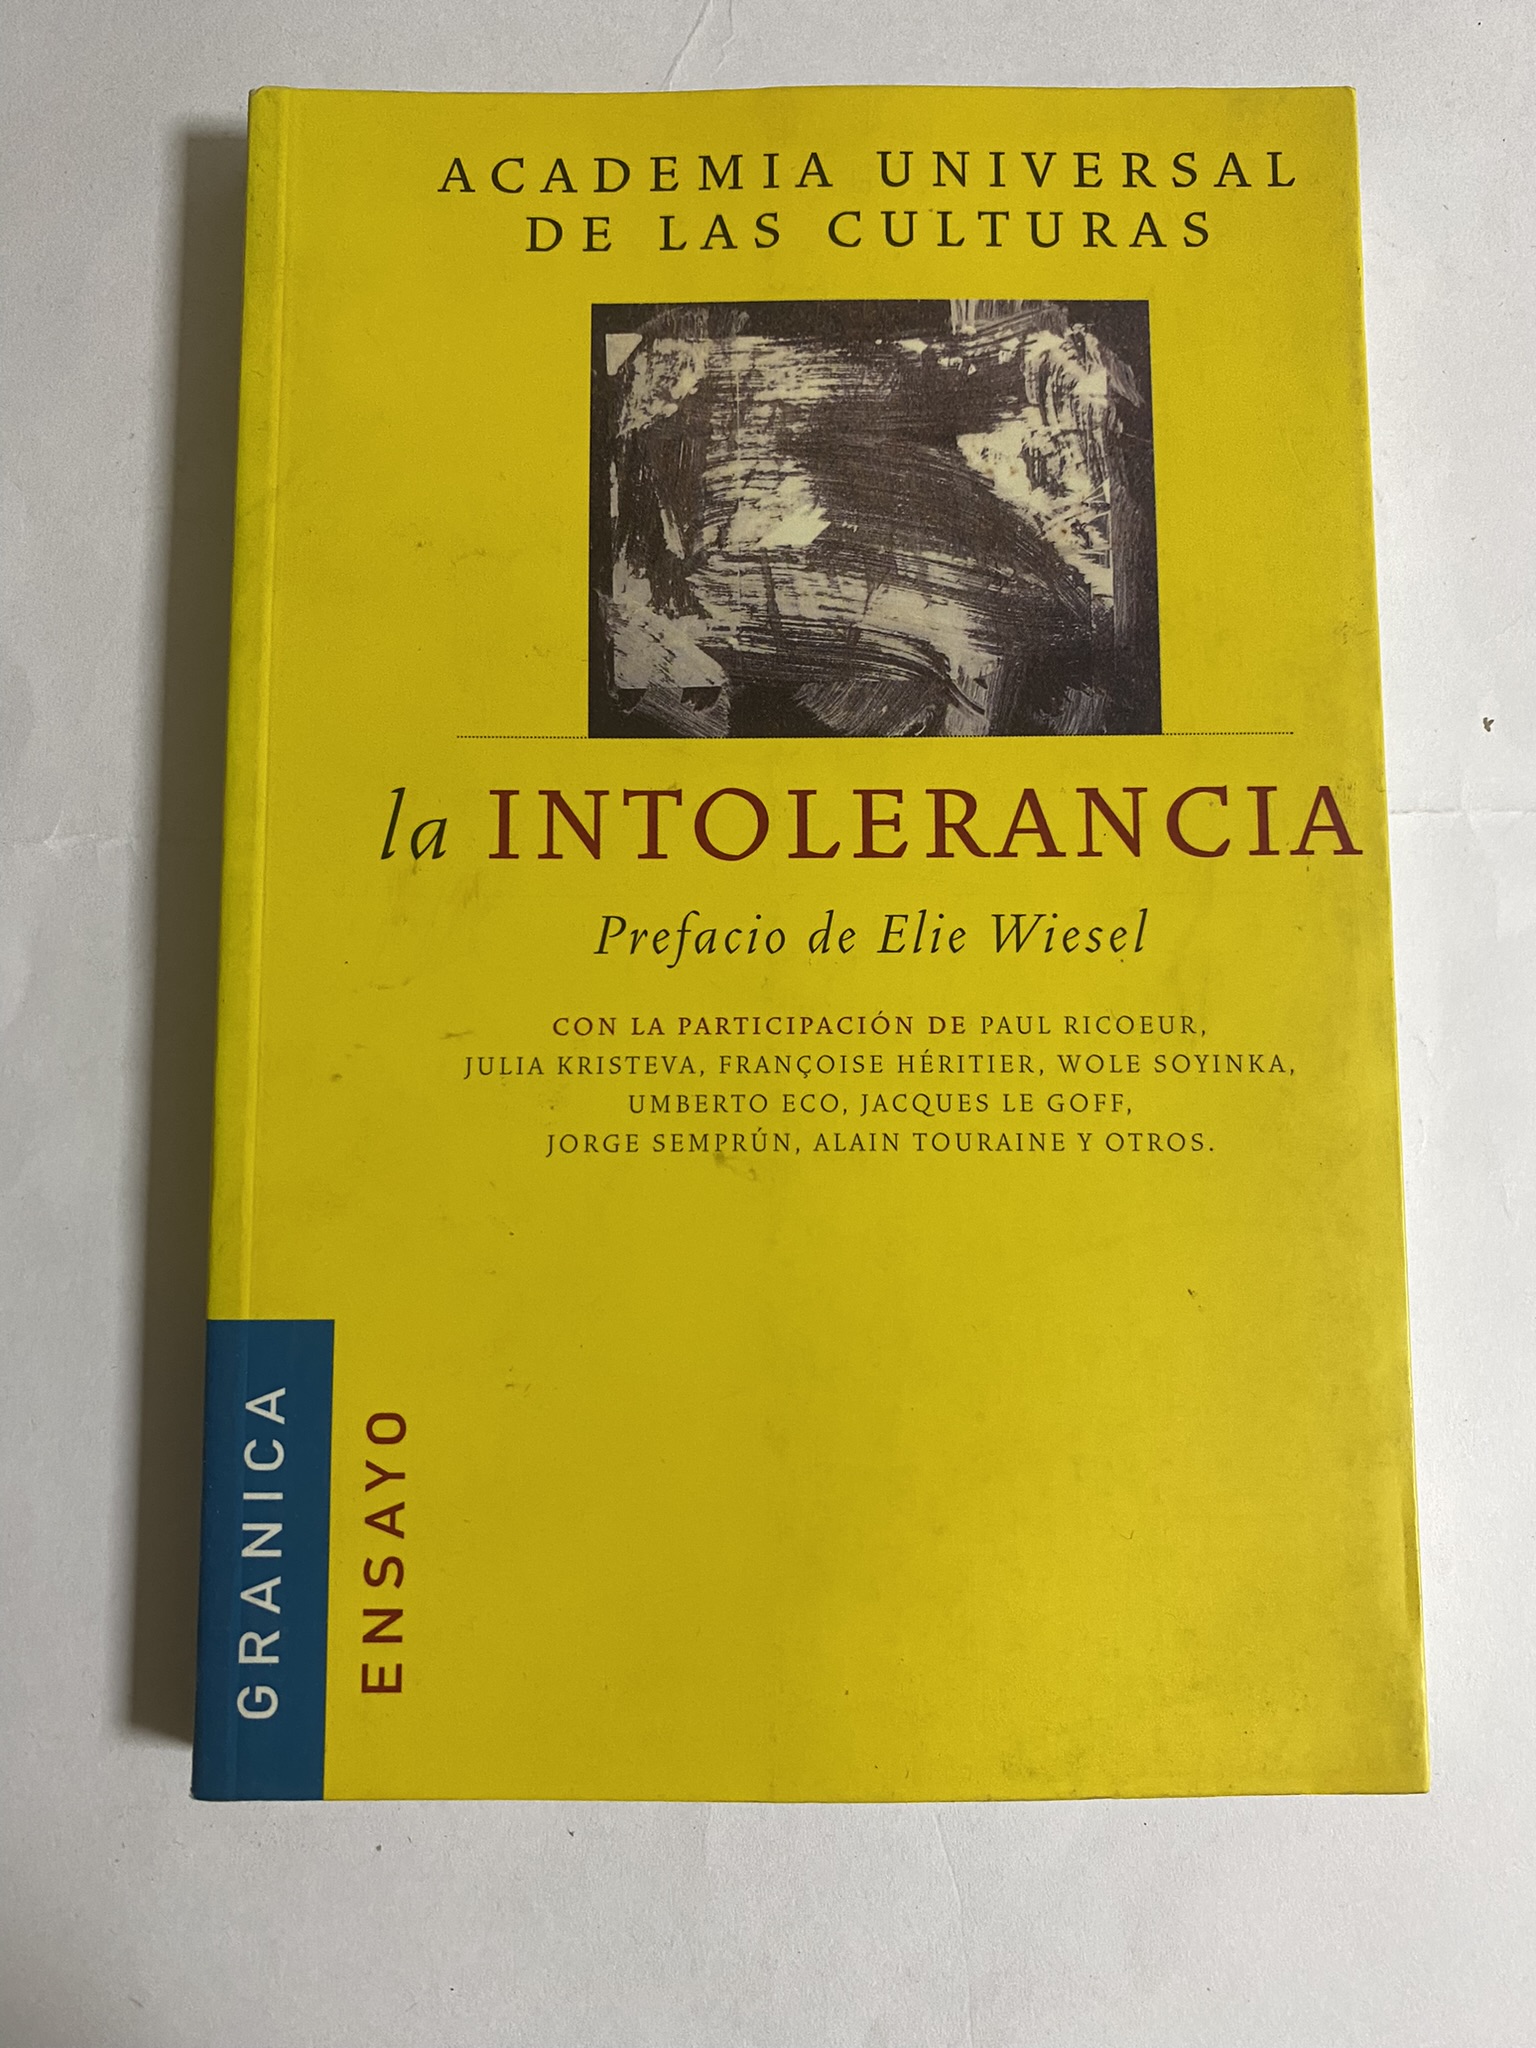 ACADEMIA UNIVERSAL
DE LAS CULTURAS
la INTOLERANCIA
Prefacio de Elie Wiesel
CON LA PARTICIPACIÓN DE PAUL RICOEUR,
JULIA KRISTEVA, FRANÇOISE HÉRITIER, WOLE SOYINKA,
UMBERTO ECO, JACQUES LE GOFF,
JORGE SEMPRÚN, ALAIN TOURAINE Y OTROS.
GRANICA
ENSAYO